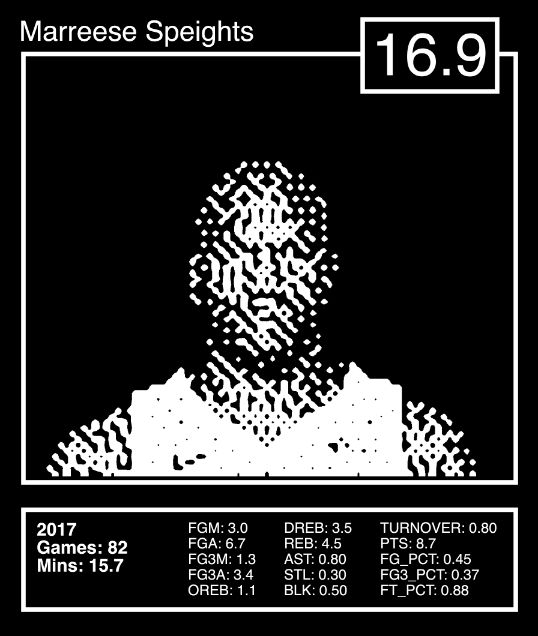 Marreese Speights
16.9
2017
Games: 82
Mins: 15.7
FGM: 3.0
FGA: 6.7
FG3M: 1.3
FG3A: 3.4
OREB: 1.1
DREB: 3.5
REB: 4.5
AST: 0.80
STL: 0.30
BLK: 0.50
TURNOVER: 0.80
PTS: 8.7
FG_PCT: 0.45
FG3_PCT: 0.37
FT_PCT: 0.88